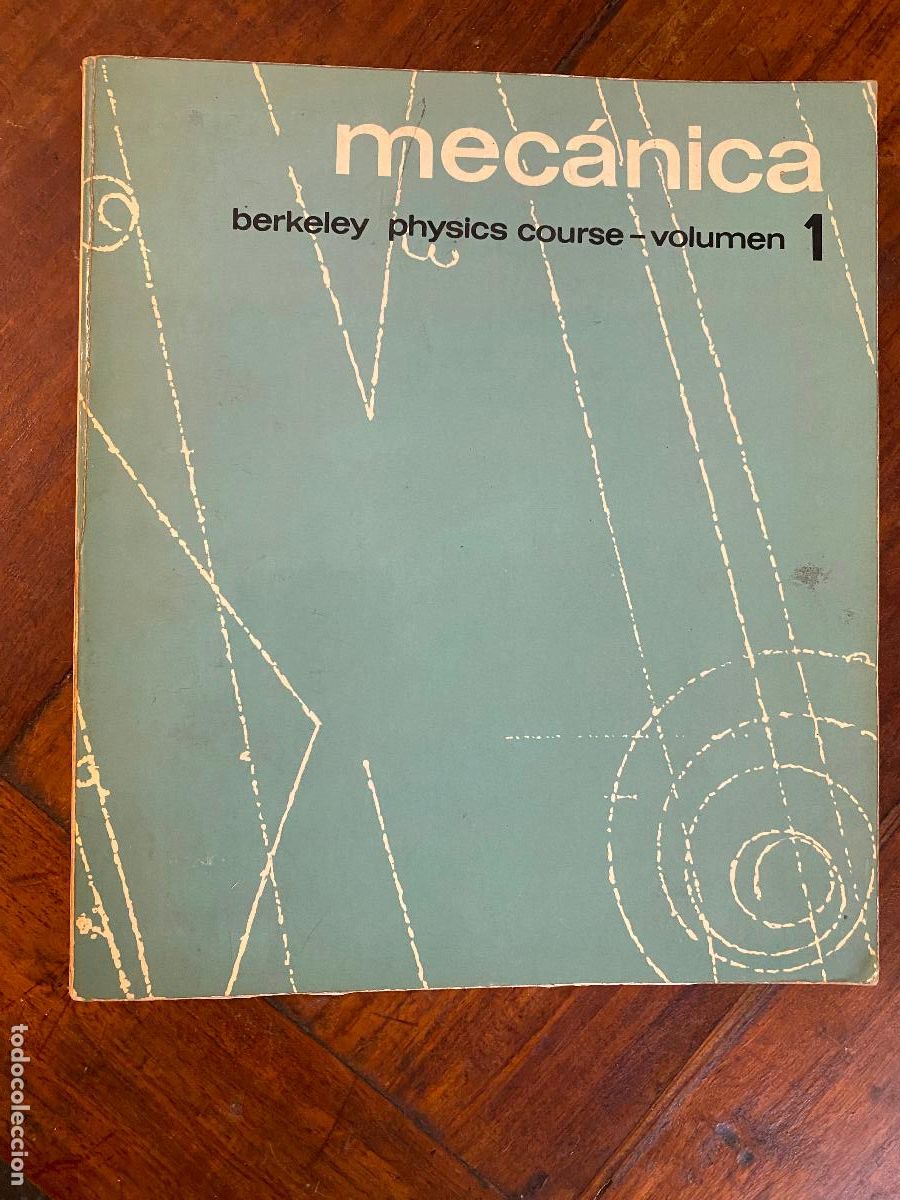 mecánica
berkeley physics course – volumen 1
todocoleccion